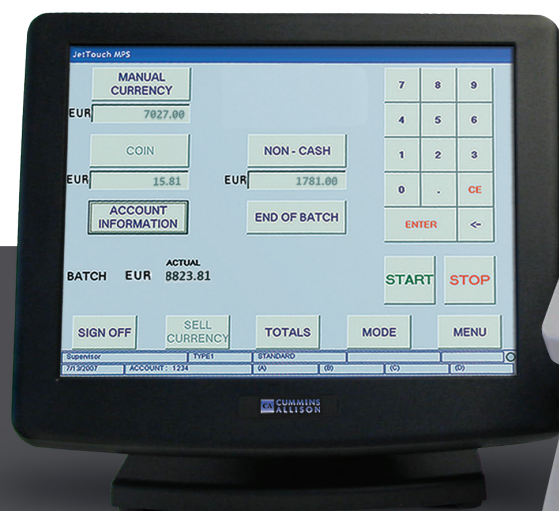 JetTouch MPS
MANUAL
CURRENCY
EUR 7027.00
COIN
EUR 15.81
NON - CASH
EUR 1781.00
ACCOUNT
INFORMATION
END OF BATCH
ACTUAL
BATCH EUR 8823.81
7 8 9
4 5 6
1 2 3
0 . CE
ENTER <-
START STOP
SIGN OFF
SELL
CURRENCY
TOTALS
MODE
MENU
Supervisor TYPE1 STANDARD
7/13/2007 ACCOUNT : 1234 (A) (B) (C) (D)
CA CUMMINS
ALLISON